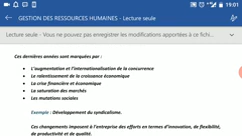 19:01
GESTION DES RESSOURCES HUMAINES - Lecture seule
Lecture seule - Vous ne pouvez pas enregistrer les modifications apportées à ce fichi...
Ces dernières années sont marquées par :
L'augmentation et l'internationalisation de la concurrence
Le ralentissement de la croissance économique
La crise financière et économique
La saturation des marchés
Les mutations sociales
Exemple : Développement du syndicalisme.
Ces changements imposent à l'entreprise des efforts en termes d'innovation, de flexibilité,
de productivité et de qualité.